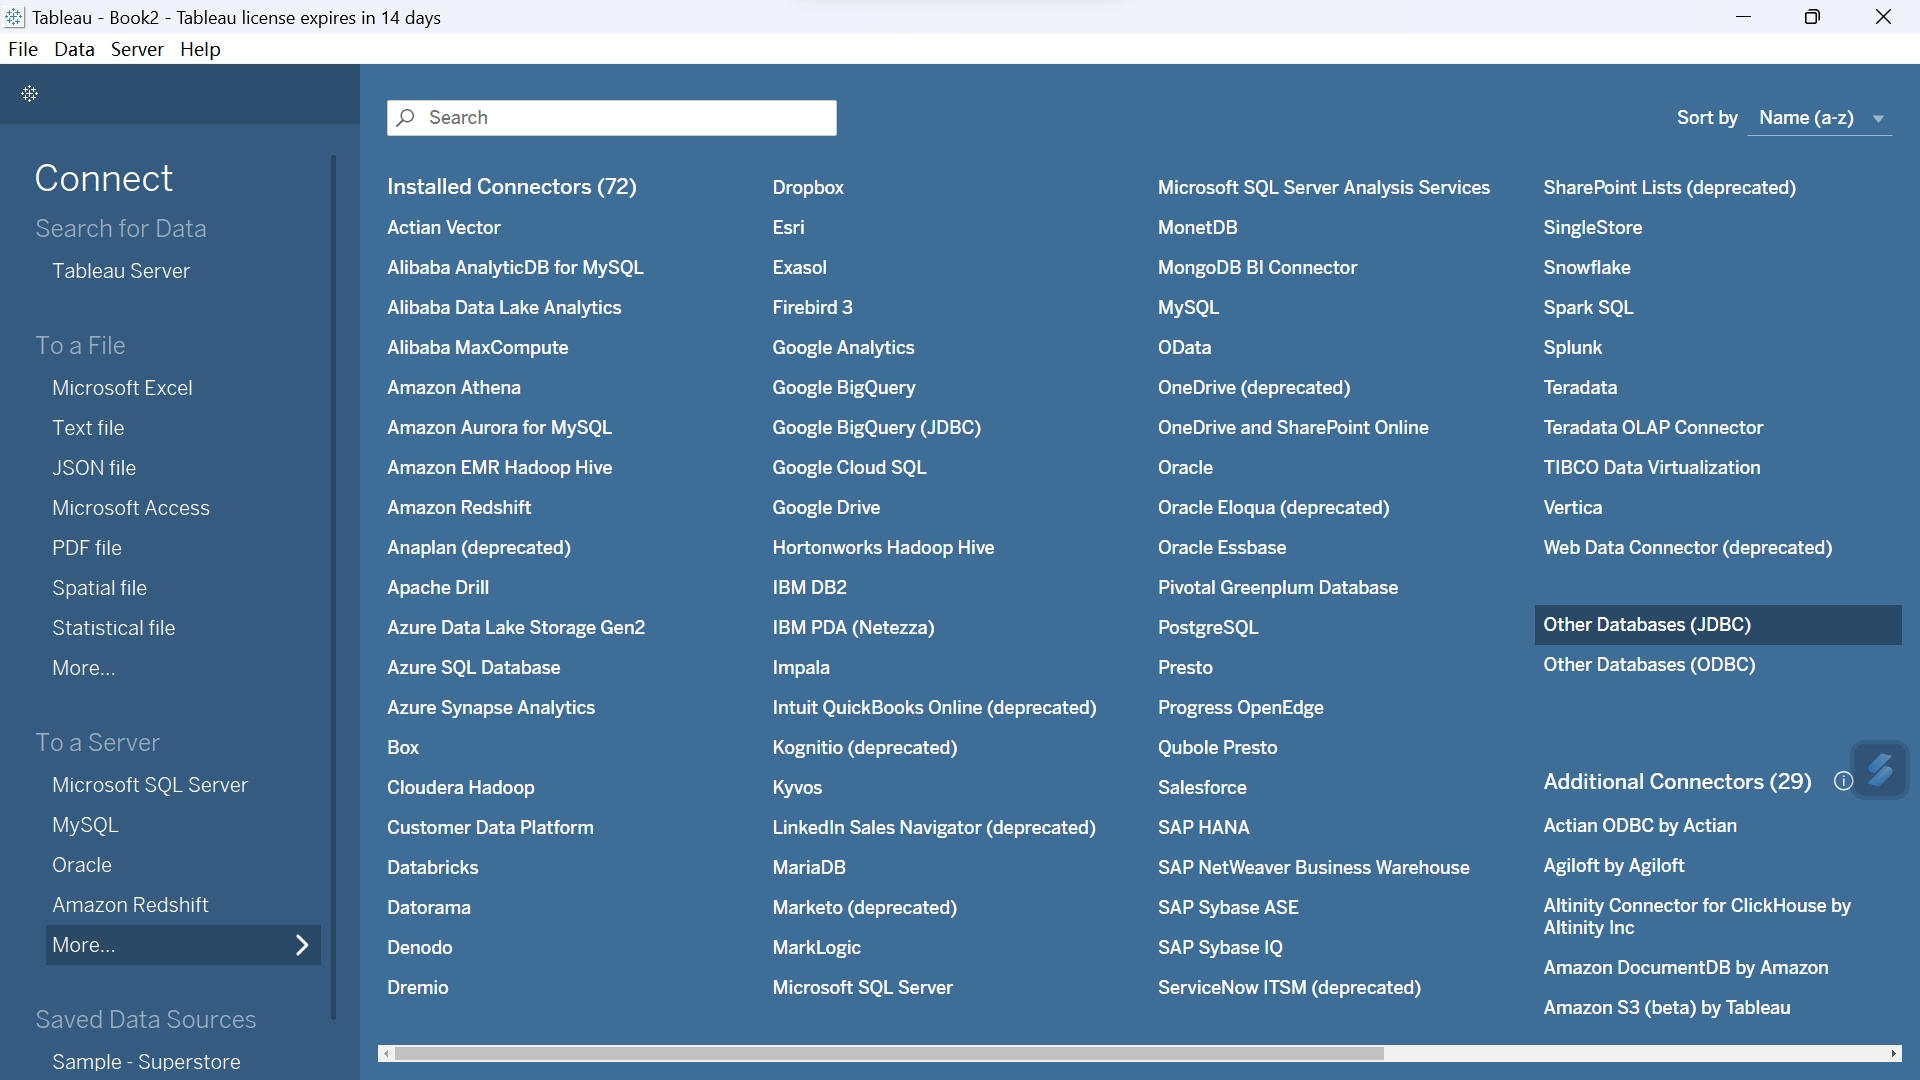 Tableau - Book2 - Tableau license expires in 14 days
File Data Server Help
Connect
Search for Data
Tableau Server
To a File
Microsoft Excel
Text file
JSON file
Microsoft Access
PDF file
Spatial file
Statistical file
More...
To a Server
Microsoft SQL Server
MySQL
Oracle
Amazon Redshift
More...
Saved Data Sources
Sample - Superstore
Search
Sort by Name (a-z)
Installed Connectors (72)
Actian Vector
Alibaba AnalyticDB for MySQL
Alibaba Data Lake Analytics
Alibaba MaxCompute
Amazon Athena
Amazon Aurora for MySQL
Amazon EMR Hadoop Hive
Amazon Redshift
Anaplan (deprecated)
Apache Drill
Azure Data Lake Storage Gen2
Azure SQL Database
Azure Synapse Analytics
Box
Cloudera Hadoop
Customer Data Platform
Databricks
Datorama
Denodo
Dremio
Dropbox
Esri
Exasol
Firebird 3
Google Analytics
Google BigQuery
Google BigQuery (JDBC)
Google Cloud SQL
Google Drive
Hortonworks Hadoop Hive
IBM DB2
IBM PDA (Netezza)
Impala
Intuit QuickBooks Online (deprecated)
Kognitio (deprecated)
Kyvos
LinkedIn Sales Navigator (deprecated)
MariaDB
Marketo (deprecated)
MarkLogic
Microsoft SQL Server
Microsoft SQL Server Analysis Services
MonetDB
MongoDB BI Connector
MySQL
OData
OneDrive (deprecated)
OneDrive and SharePoint Online
Oracle
Oracle Eloqua (deprecated)
Oracle Essbase
Pivotal Greenplum Database
PostgreSQL
Presto
Progress OpenEdge
Qubole Presto
Salesforce
SAP HANA
SAP NetWeaver Business Warehouse
SAP Sybase ASE
SAP Sybase IQ
ServiceNow ITSM (deprecated)
SharePoint Lists (deprecated)
SingleStore
Snowflake
Spark SQL
Splunk
Teradata
Teradata OLAP Connector
TIBCO Data Virtualization
Vertica
Web Data Connector (deprecated)
Other Databases (JDBC)
Other Databases (ODBC)
Additional Connectors (29)
Actian ODBC by Actian
Agiloft by Agiloft
Altinity Connector for ClickHouse by
Altinity Inc
Amazon DocumentDB by Amazon
Amazon S3 (beta) by Tableau